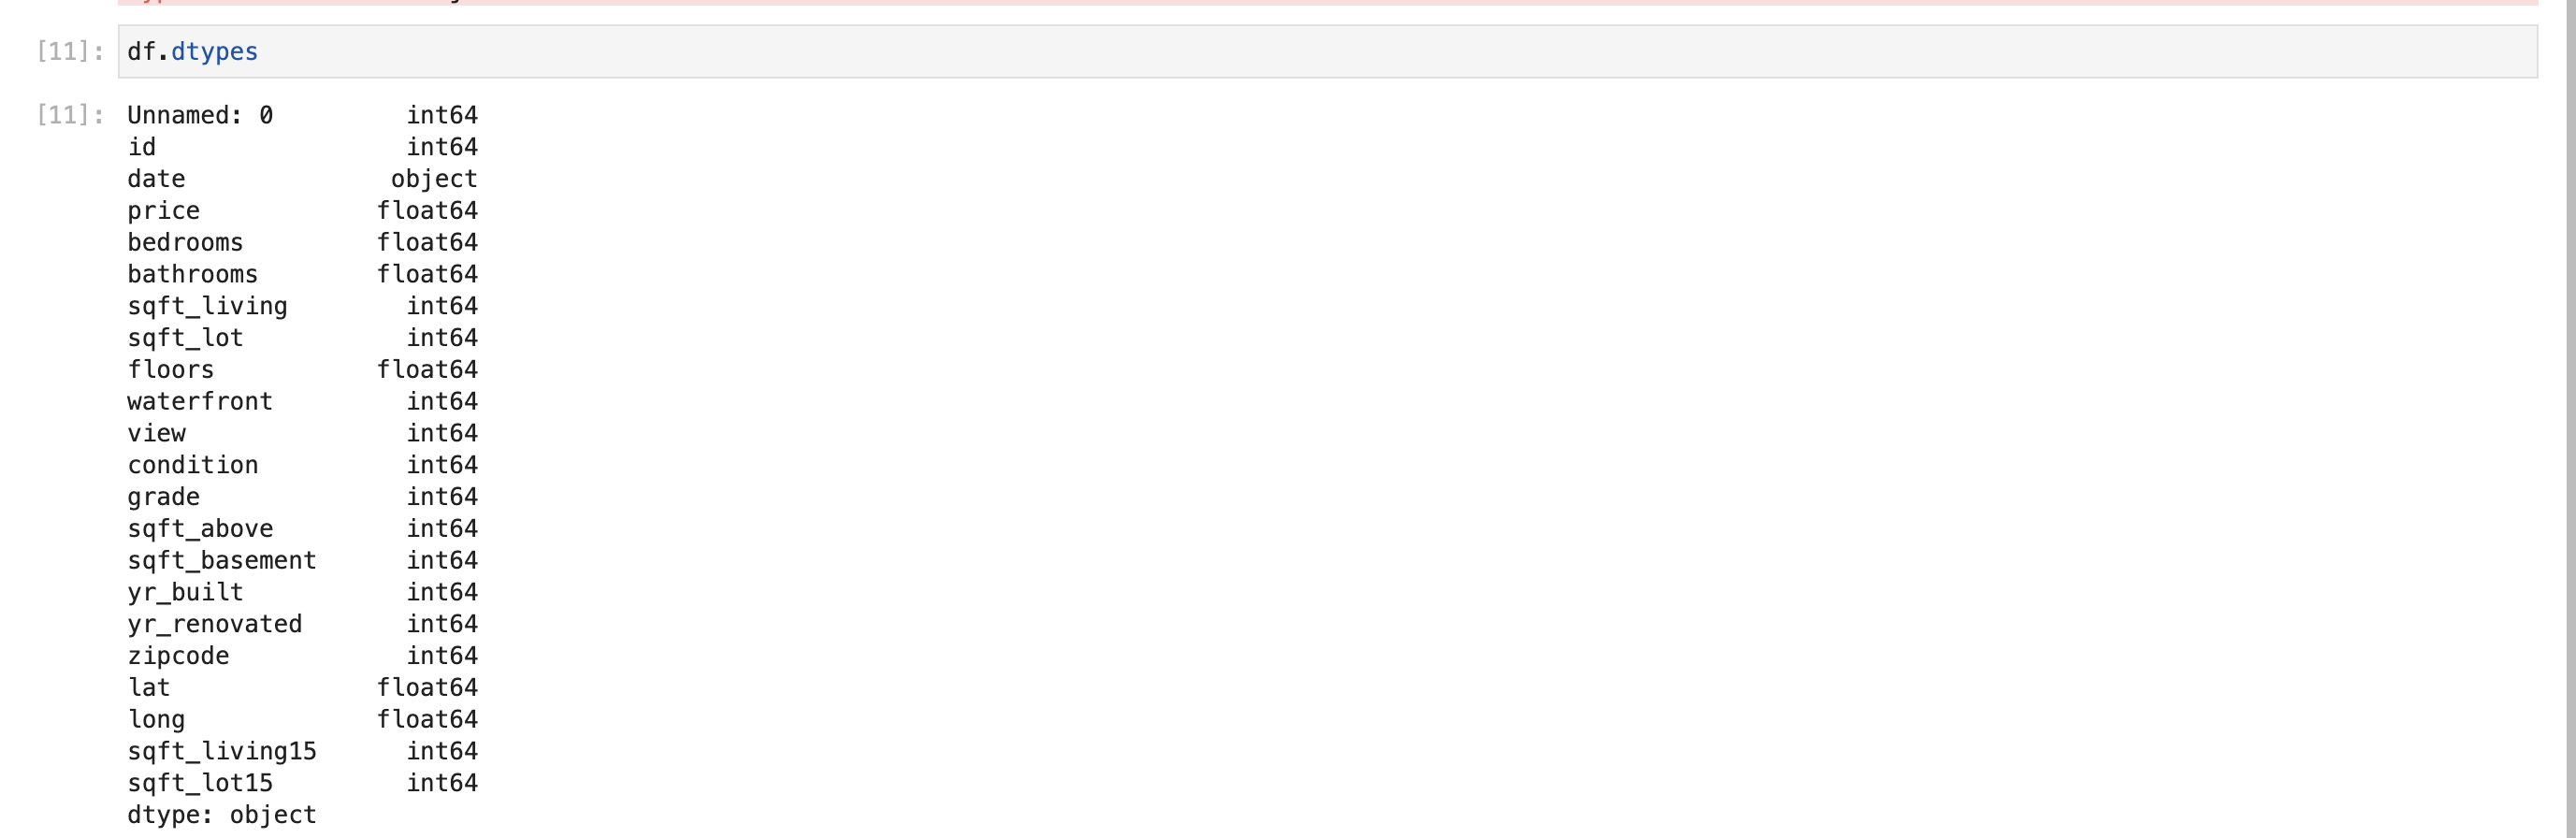 [11]: df.dtypes
[11]: Unnamed: 0 int64
id int64
date object
price float64
bedrooms float64
bathrooms float64
sqft_living int64
sqft_lot int64
floors float64
waterfront int64
view int64
condition int64
grade int64
sqft_above int64
sqft_basement int64
yr_built int64
yr_renovated int64
zipcode int64
lat float64
long float64
sqft_living15 int64
sqft_lot15 int64
dtype: object